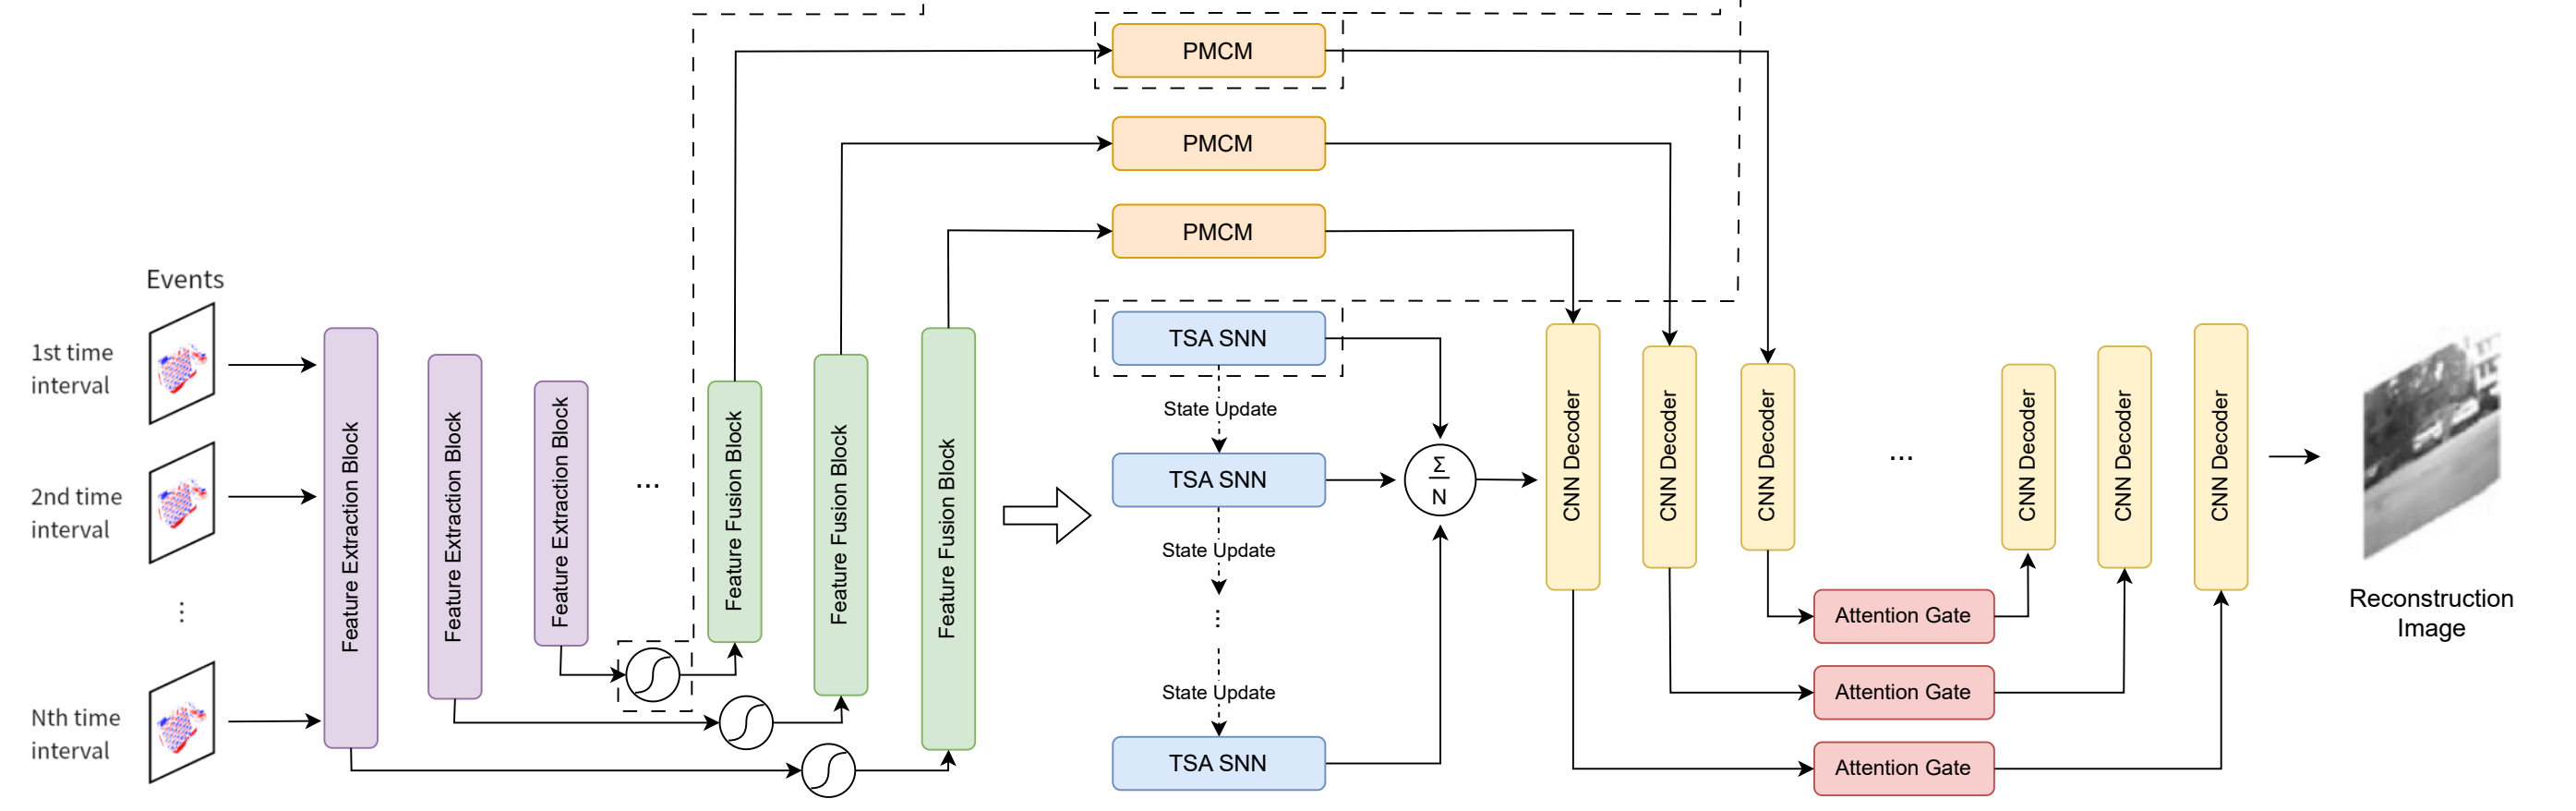 Events
1st time
interval
2nd time
interval
⋮
Nth time
interval
Feature Extraction Block
Feature Extraction Block
Feature Extraction Block
...
Feature Fusion Block
Feature Fusion Block
Feature Fusion Block
PMCM
PMCM
PMCM
TSA SNN
State Update
TSA SNN
State Update
⋮
State Update
TSA SNN
Σ
N
CNN Decoder
CNN Decoder
CNN Decoder
...
Attention Gate
Attention Gate
Attention Gate
CNN Decoder
CNN Decoder
CNN Decoder
Reconstruction
Image